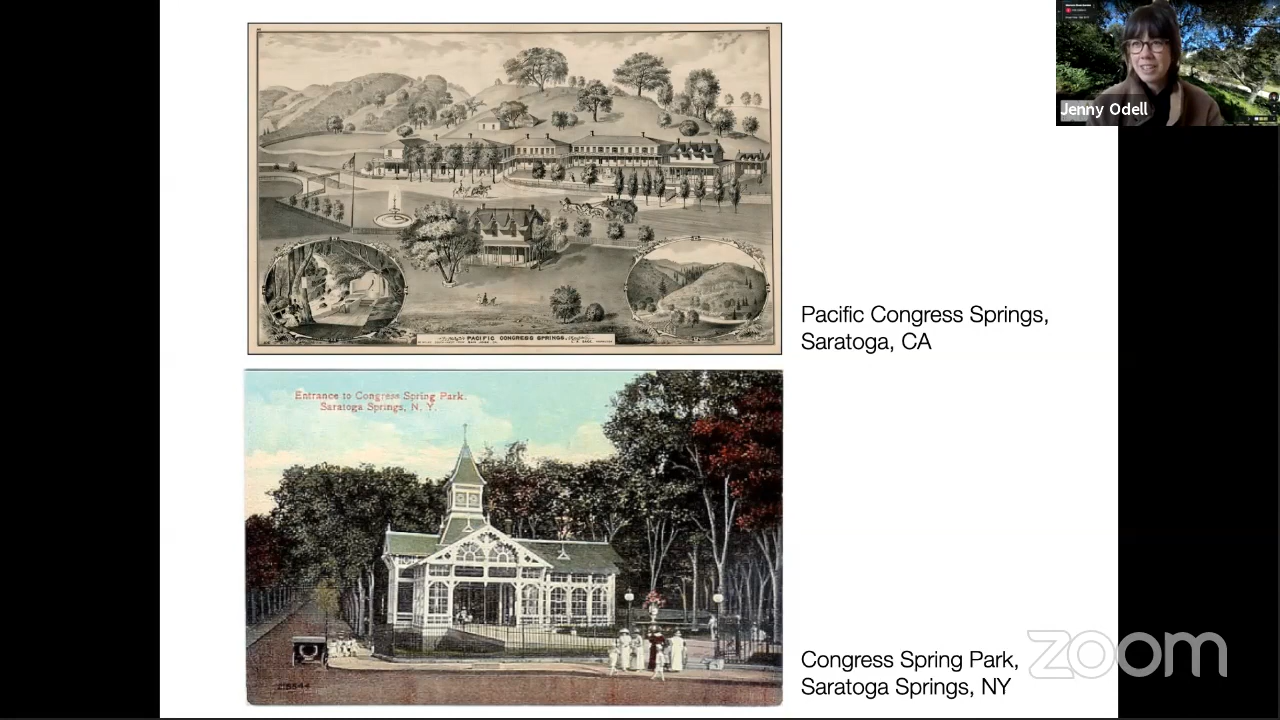 Jenny Odell
PACIFIC CONGRESS SPRINGS.
Pacific Congress Springs,
Saratoga, CA
Entrance to Congress Spring Park.
Saratoga Springs, N. Y.
Congress Spring Park,
Saratoga Springs, NY
zoom